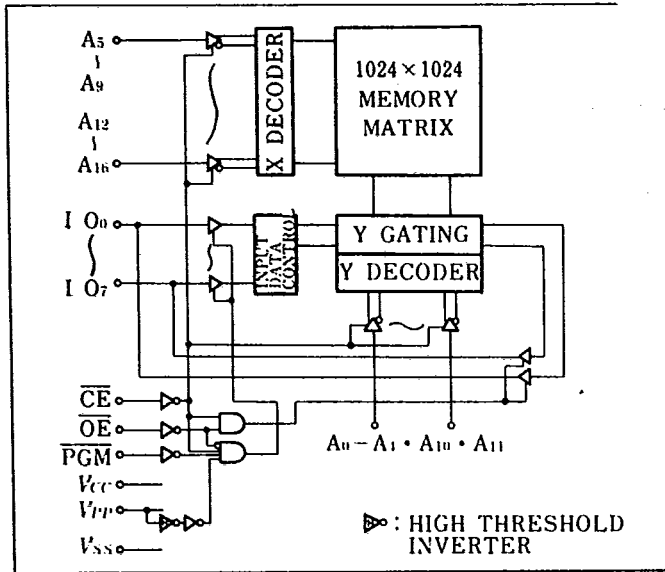 A5
~
A9
A12
~
A16
X DECODER
1024×1024
MEMORY
MATRIX
I O0
~
I O7
INPUT
DATA
CONTROL
Y GATING
Y DECODER
CE
OE
PGM
VCC
VPP
VSS
A0–A4 • A10 • A11
: HIGH THRESHOLD
INVERTER